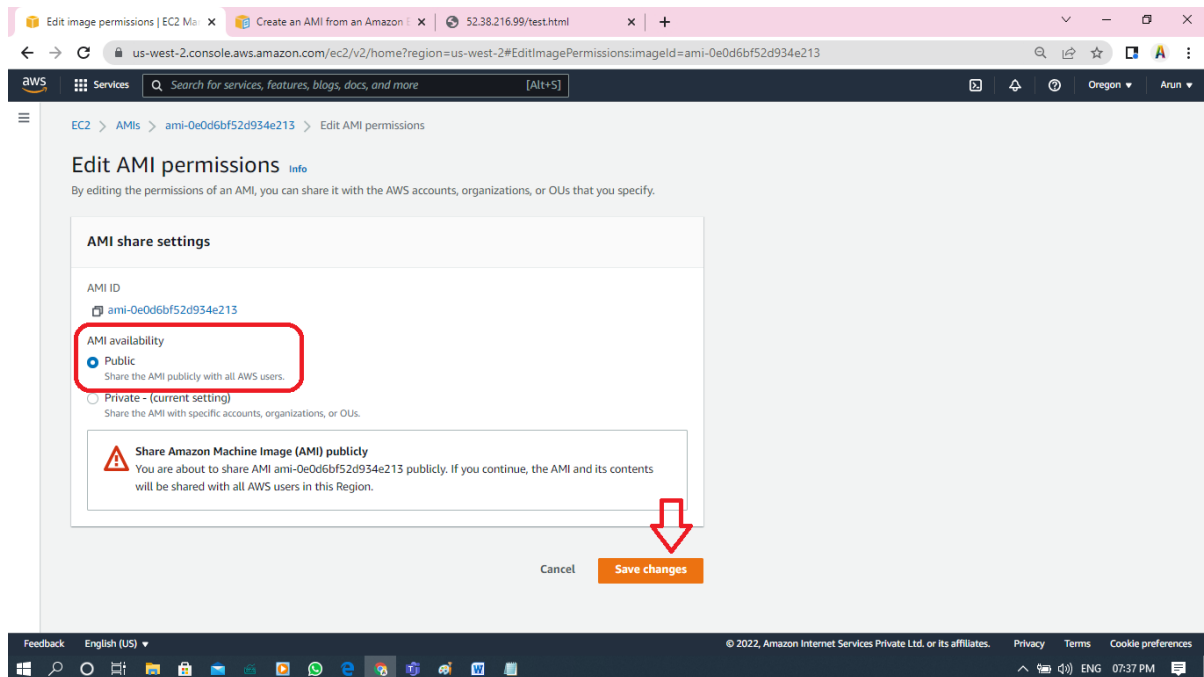 Edit image permissions | EC2 Ma
Create an AMI from an Amazon E
52.38.216.99/test.html
us-west-2.console.aws.amazon.com/ec2/v2/home?region=us-west-2#EditImagePermissions:imageId=ami-0e0d6bf52d934e213
aws
Services
Search for services, features, blogs, docs, and more
[Alt+S]
Oregon
Arun
EC2 > AMIs > ami-0e0d6bf52d934e213 > Edit AMI permissions
Edit AMI permissions Info
By editing the permissions of an AMI, you can share it with the AWS accounts, organizations, or OUs that you specify.
AMI share settings
AMI ID
ami-0e0d6bf52d934e213
AMI availability
Public
Share the AMI publicly with all AWS users.
Private - (current setting)
Share the AMI with specific accounts, organizations, or OUs.
Share Amazon Machine Image (AMI) publicly
You are about to share AMI ami-0e0d6bf52d934e213 publicly. If you continue, the AMI and its contents
will be shared with all AWS users in this Region.
Cancel
Save changes
Feedback
English (US)
© 2022, Amazon Internet Services Private Ltd. or its affiliates.
Privacy
Terms
Cookie preferences
ENG
07:37 PM